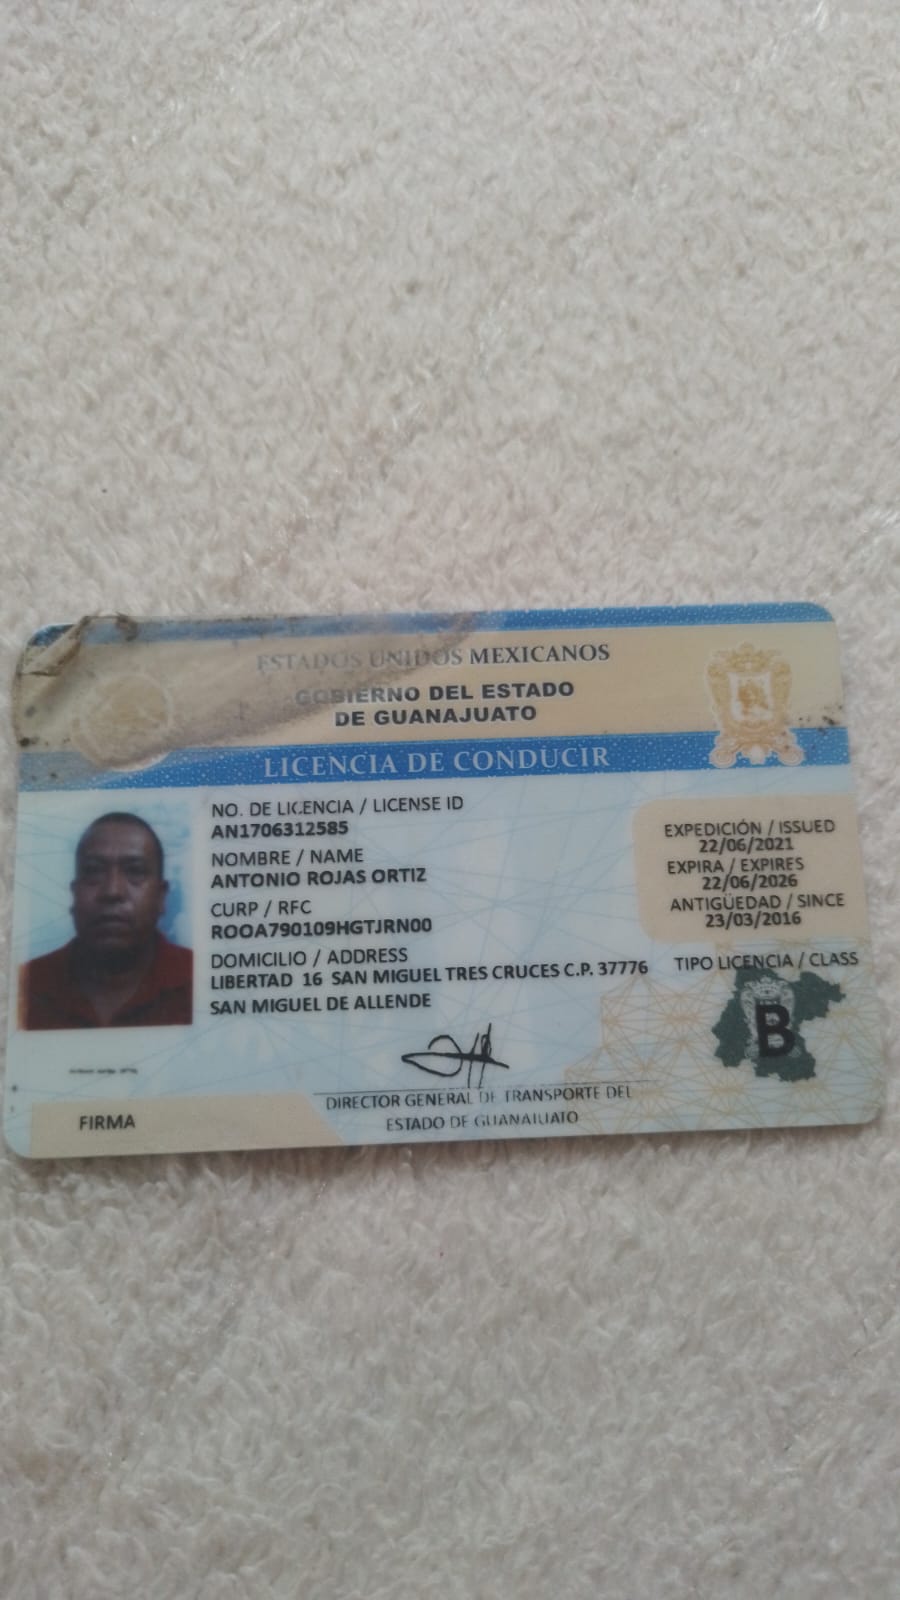 ESTADOS UNIDOS MEXICANOS
GOBIERNO DEL ESTADO
DE GUANAJUATO
LICENCIA DE CONDUCIR
NO. DE LICENCIA / LICENSE ID
AN1706312585
NOMBRE / NAME
ANTONIO ROJAS ORTIZ
CURP / RFC
ROOA790109HGTJRN00
DOMICILIO / ADDRESS
LIBERTAD 16 SAN MIGUEL TRES CRUCES C.P. 37776
SAN MIGUEL DE ALLENDE
EXPEDICIÓN / ISSUED
22/06/2021
EXPIRA / EXPIRES
22/06/2026
ANTIGÜEDAD / SINCE
23/03/2016
TIPO LICENCIA / CLASS
B
DIRECTOR GENERAL DE TRANSPORTE DEL
ESTADO DE GUANAJUATO
FIRMA